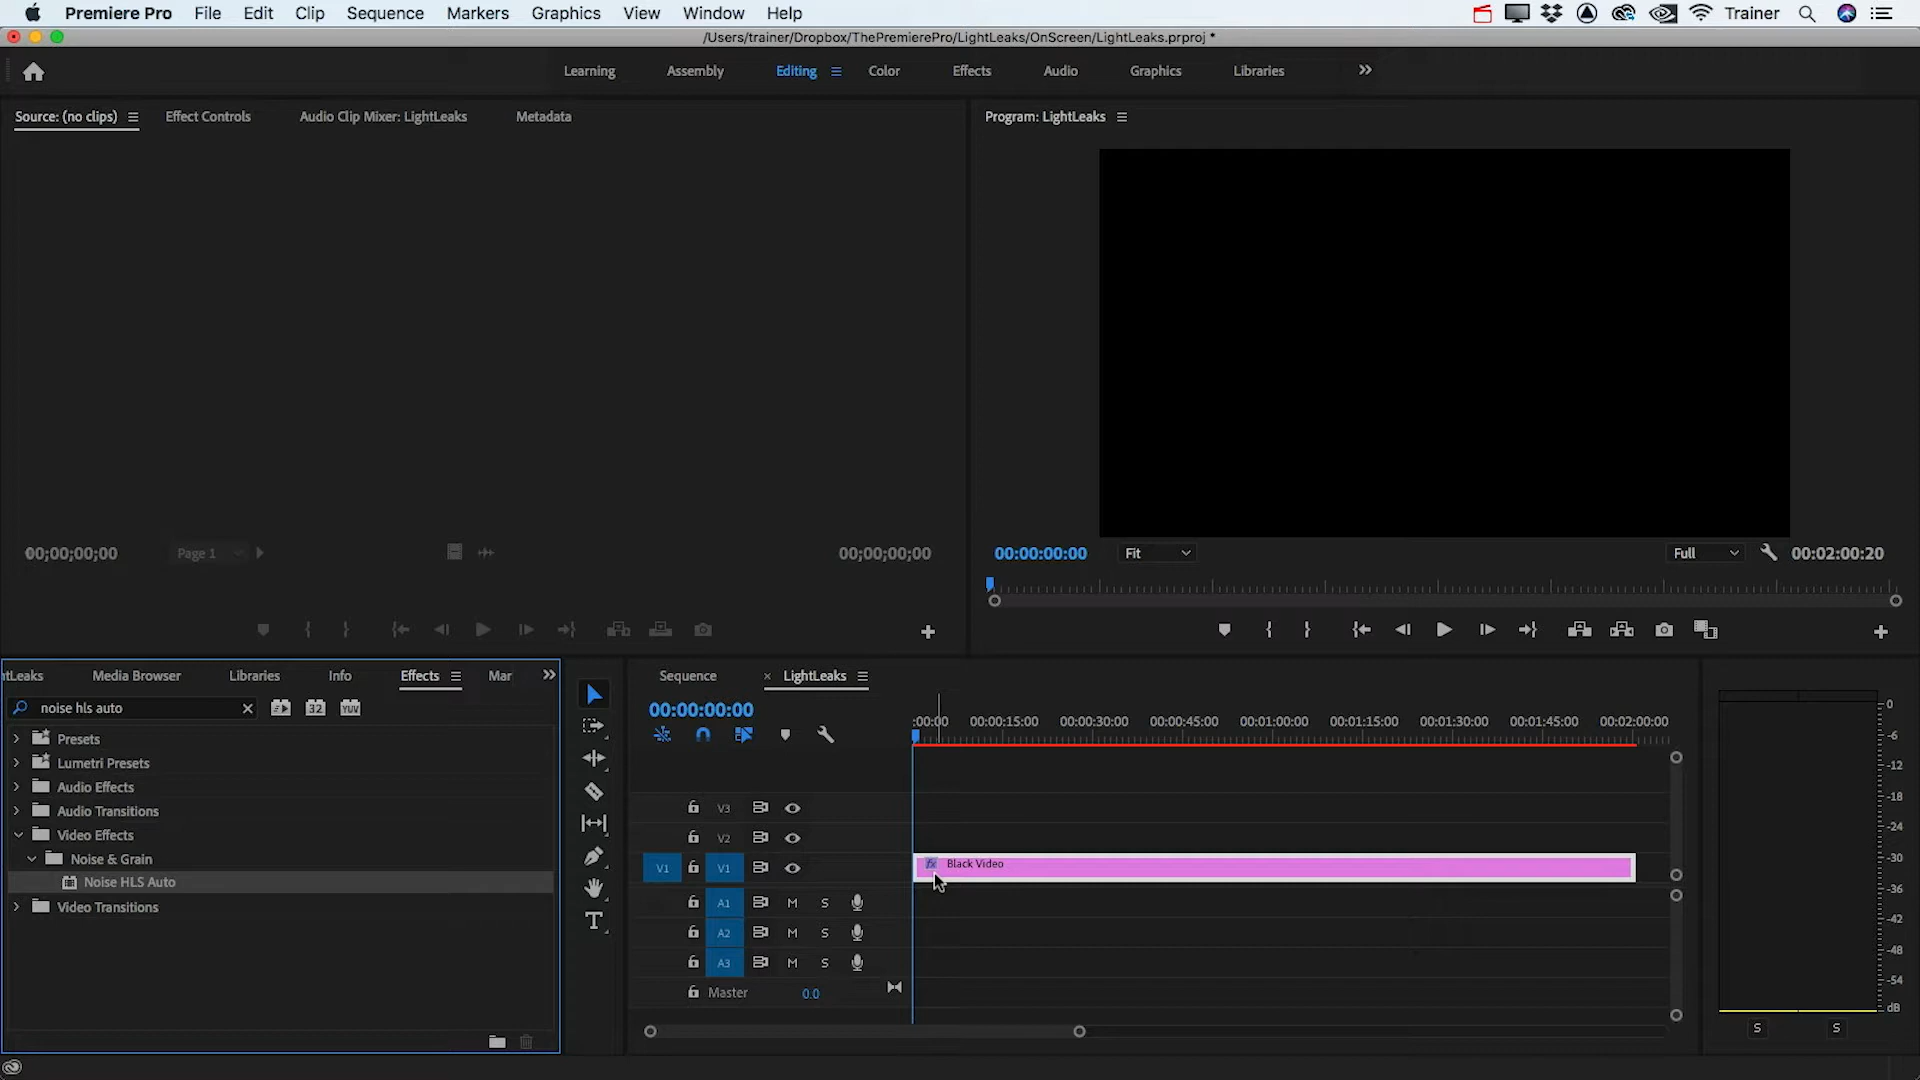 Premiere Pro File Edit Clip Sequence Markers Graphics View Window Help Trainer
/Users/trainer/Dropbox/ThePremierePro/LightLeaks/OnScreen/LightLeaks.prproj *
Learning Assembly Editing Color Effects Audio Graphics Libraries
Source: (no clips) Effect Controls Audio Clip Mixer: LightLeaks Metadata
Program: LightLeaks
00;00;00;00 Page 1 00;00;00;00
00:00:00:00 Fit Full 00:02:00:20
tLeaks Media Browser Libraries Info Effects Mar
noise hls auto 32 YUV
Presets
Lumetri Presets
Audio Effects
Audio Transitions
Video Effects
Noise & Grain
Noise HLS Auto
Video Transitions
Sequence × LightLeaks
00:00:00:00
:00:00 00:00:15:00 00:00:30:00 00:00:45:00 00:01:00:00 00:01:15:00 00:01:30:00 00:01:45:00 00:02:00:00
V3
V2
V1 V1 fx Black Video
A1 M S
A2 M S
A3 M S
Master 0.0
0
-6
-12
-18
-24
-30
-36
-42
-48
-54
dB
S S